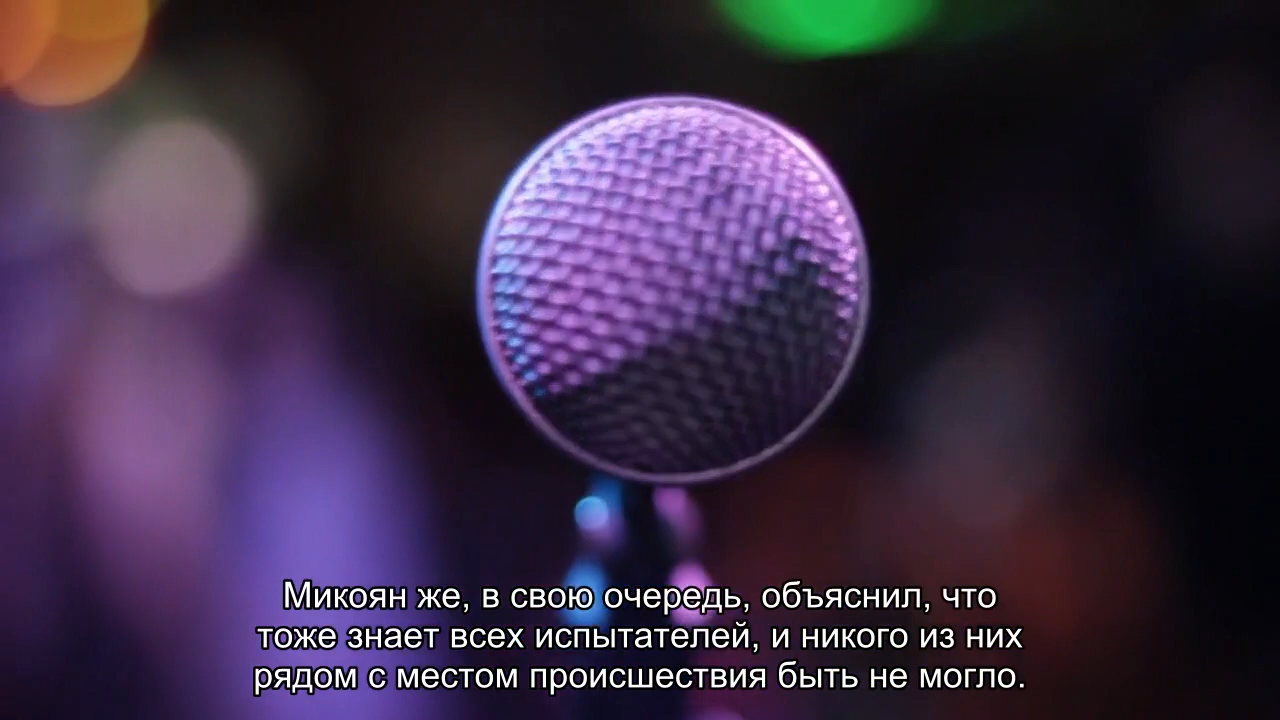 Микоян же, в свою очередь, объяснил, что
тоже знает всех испытателей, и никого из них
рядом с местом происшествия быть не могло.